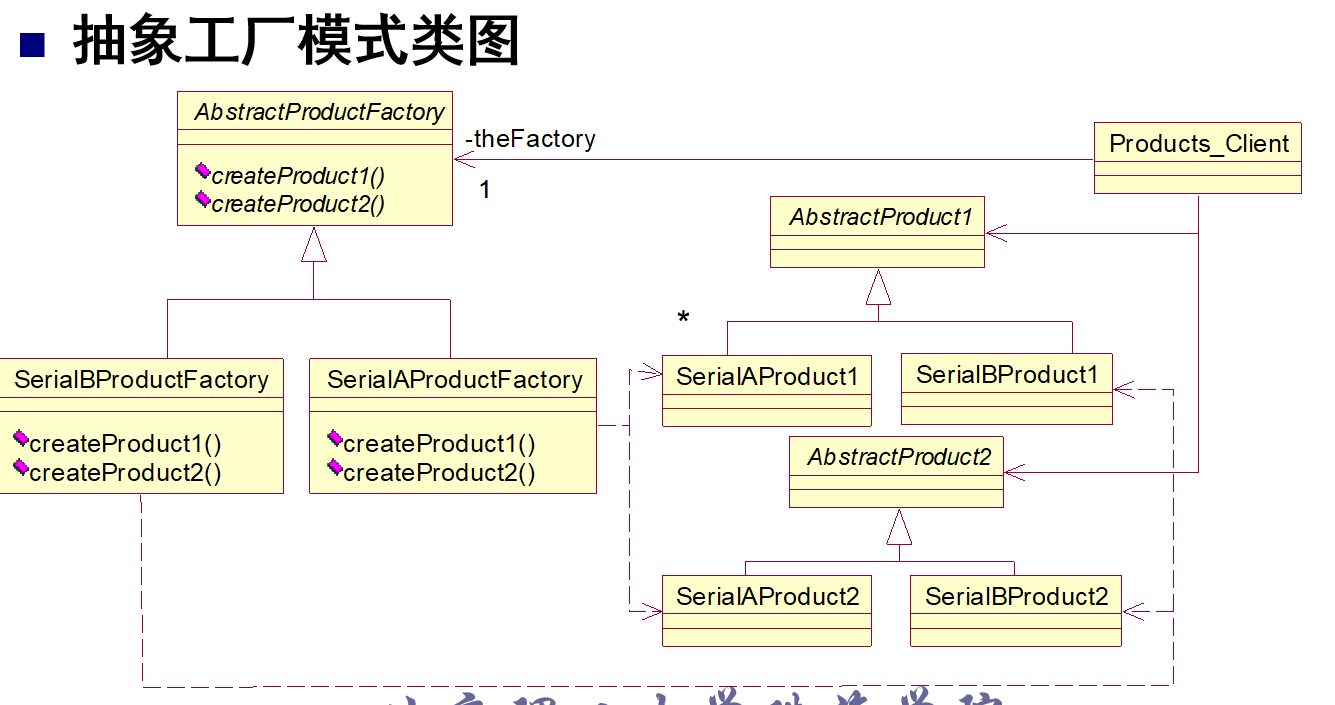 抽象工厂模式类图
AbstractProductFactory
createProduct1()
createProduct2()
-theFactory
1
Products_Client
AbstractProduct1
*
SerialBProductFactory
createProduct1()
createProduct2()
SerialAProductFactory
createProduct1()
createProduct2()
SerialAProduct1
SerialBProduct1
AbstractProduct2
SerialAProduct2
SerialBProduct2